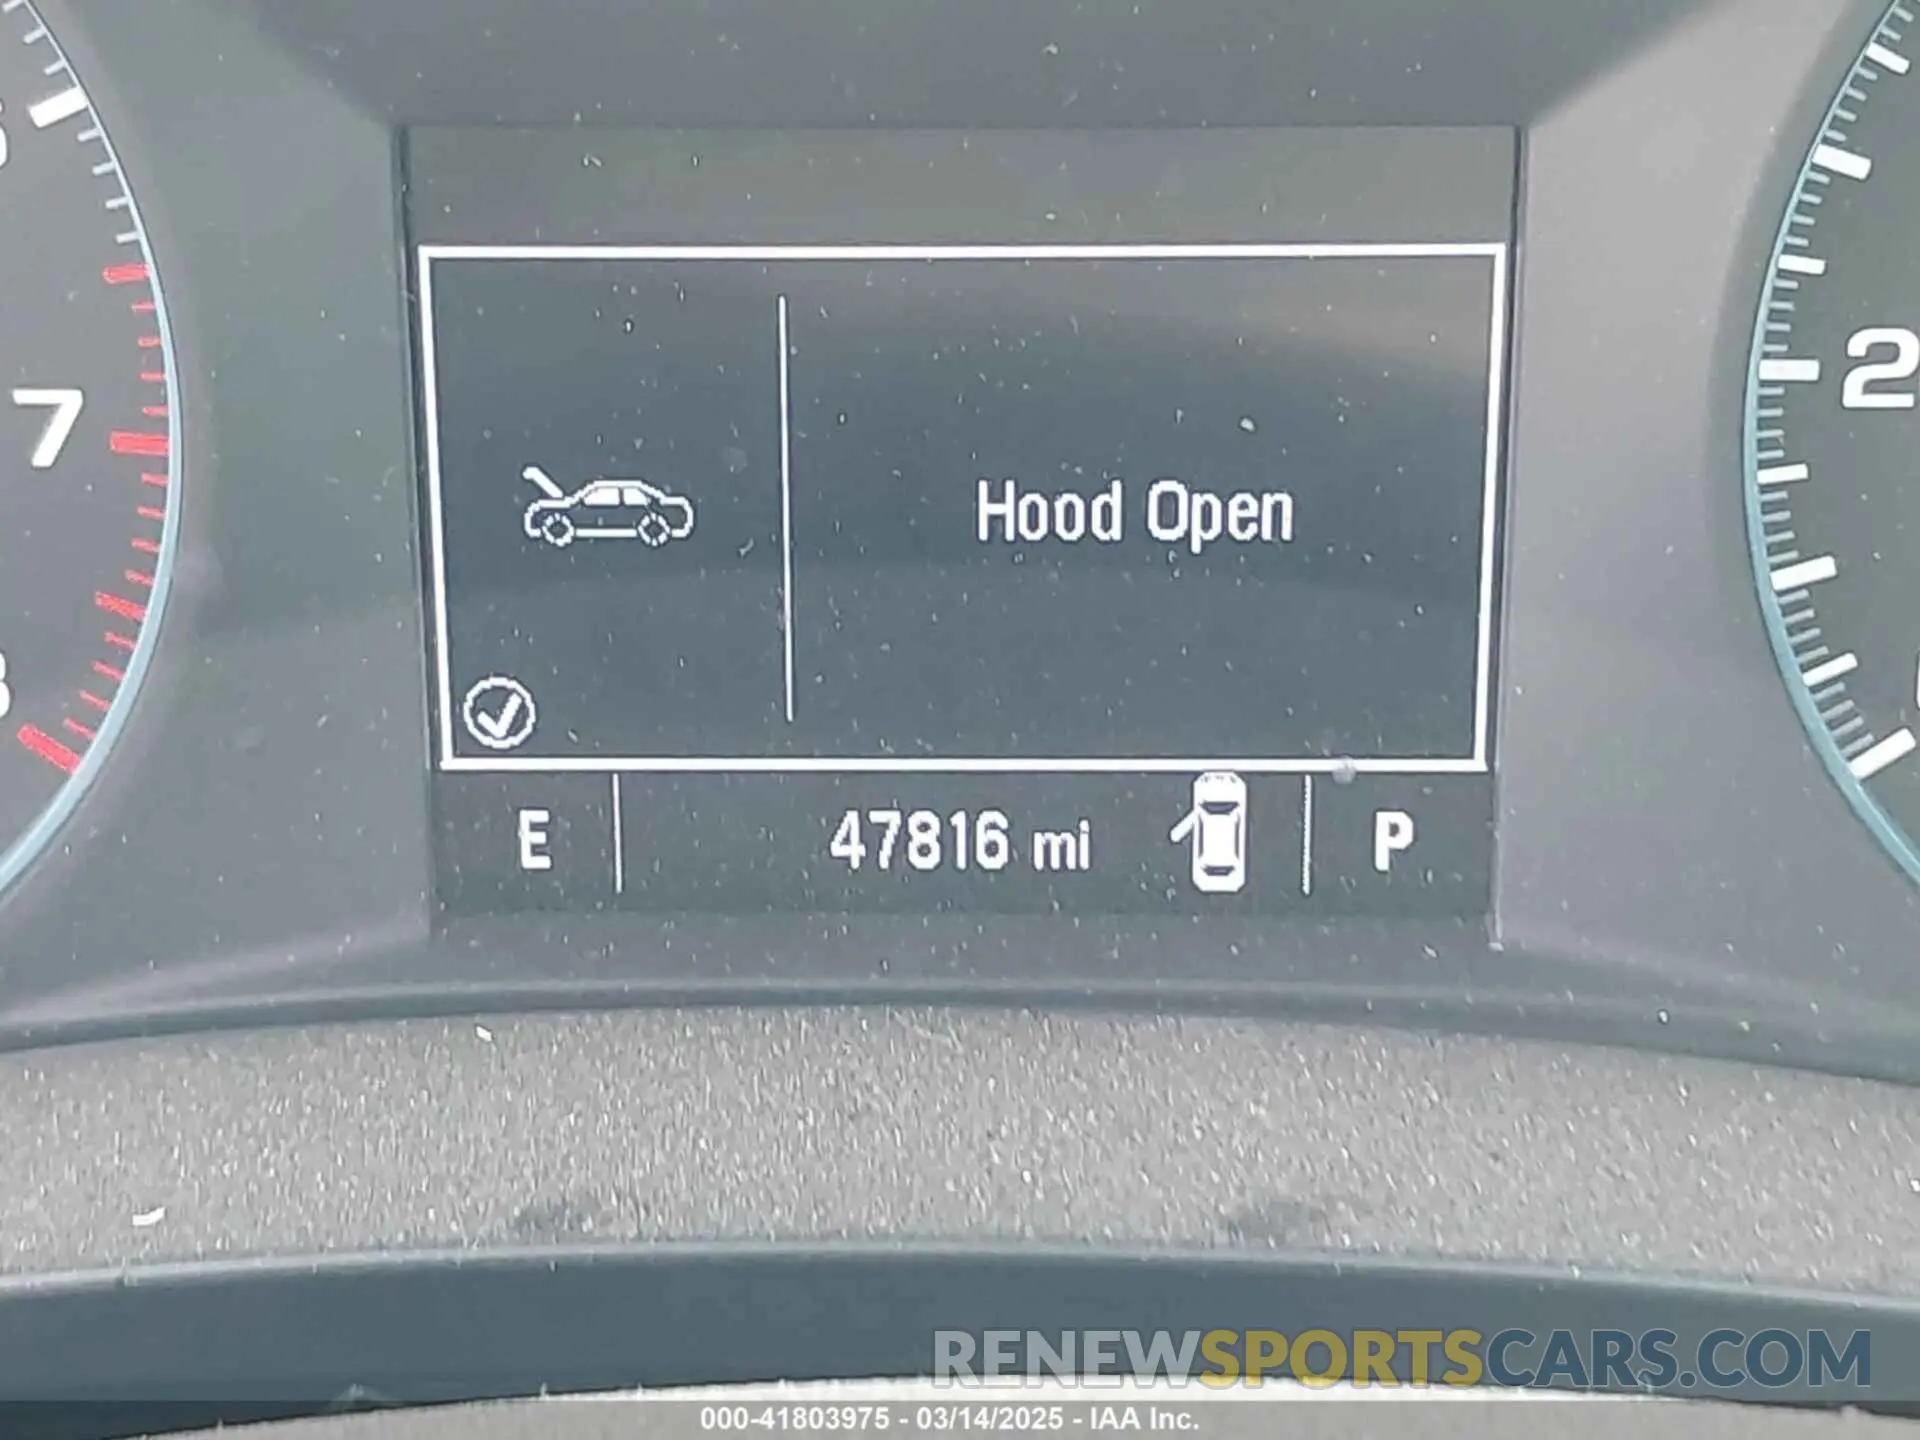 7
2
Hood Open
E
47816 mi
P
RENEWSPORTSCARS.COM
000-41803975 - 03/14/2025 - IAA Inc.